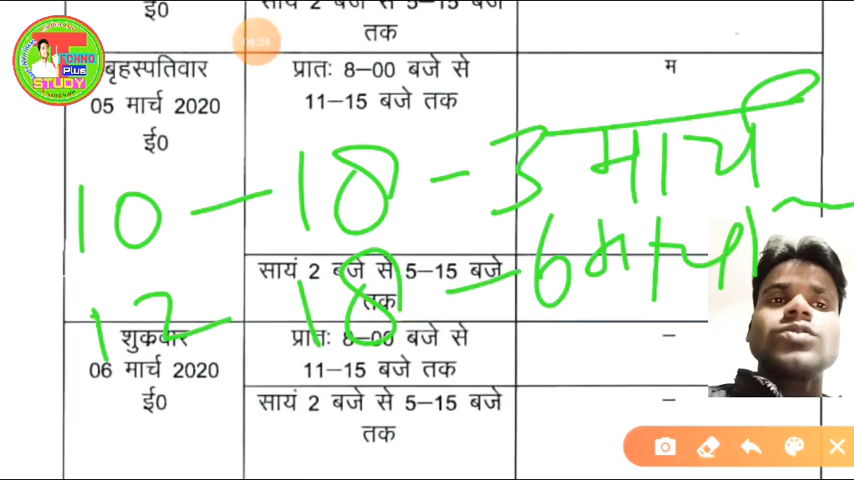 ई0
सायं 2 बजे से 5–15 बजे
तक
08:24
TECHNO
Plus
STUDY
बृहस्पतिवार
05 मार्च 2020
ई0
प्रातः 8–00 बजे से
11–15 बजे तक
म
10 – 18 – 3 मार्च
सायं 2 बजे से 5–15 बजे
तक
12 – 18 – 6 मार्च
शुक्रवार
06 मार्च 2020
ई0
प्रातः 8–00 बजे से
11–15 बजे तक
–
सायं 2 बजे से 5–15 बजे
तक
–